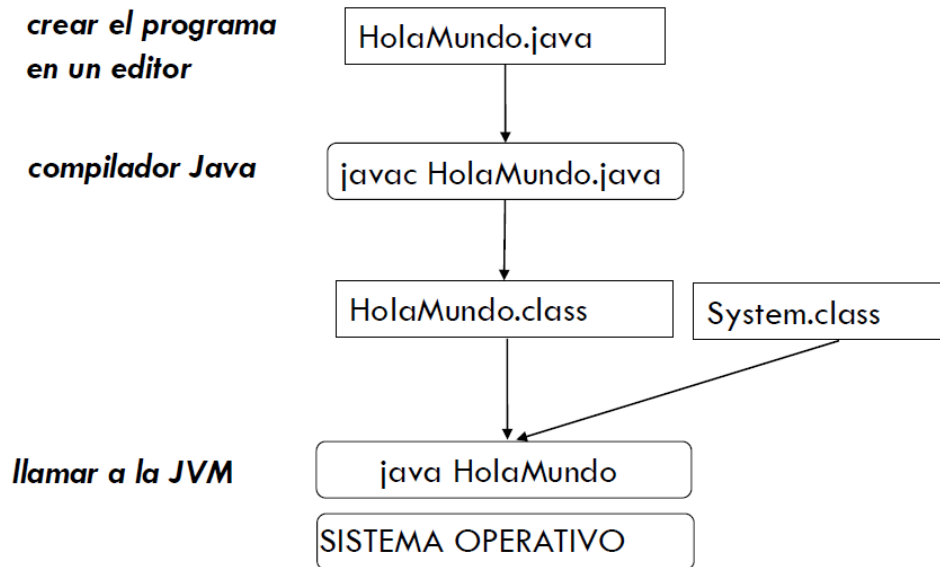 crear el programa
en un editor
HolaMundo.java
compilador Java
javac HolaMundo.java
HolaMundo.class
System.class
llamar a la JVM
java HolaMundo
SISTEMA OPERATIVO